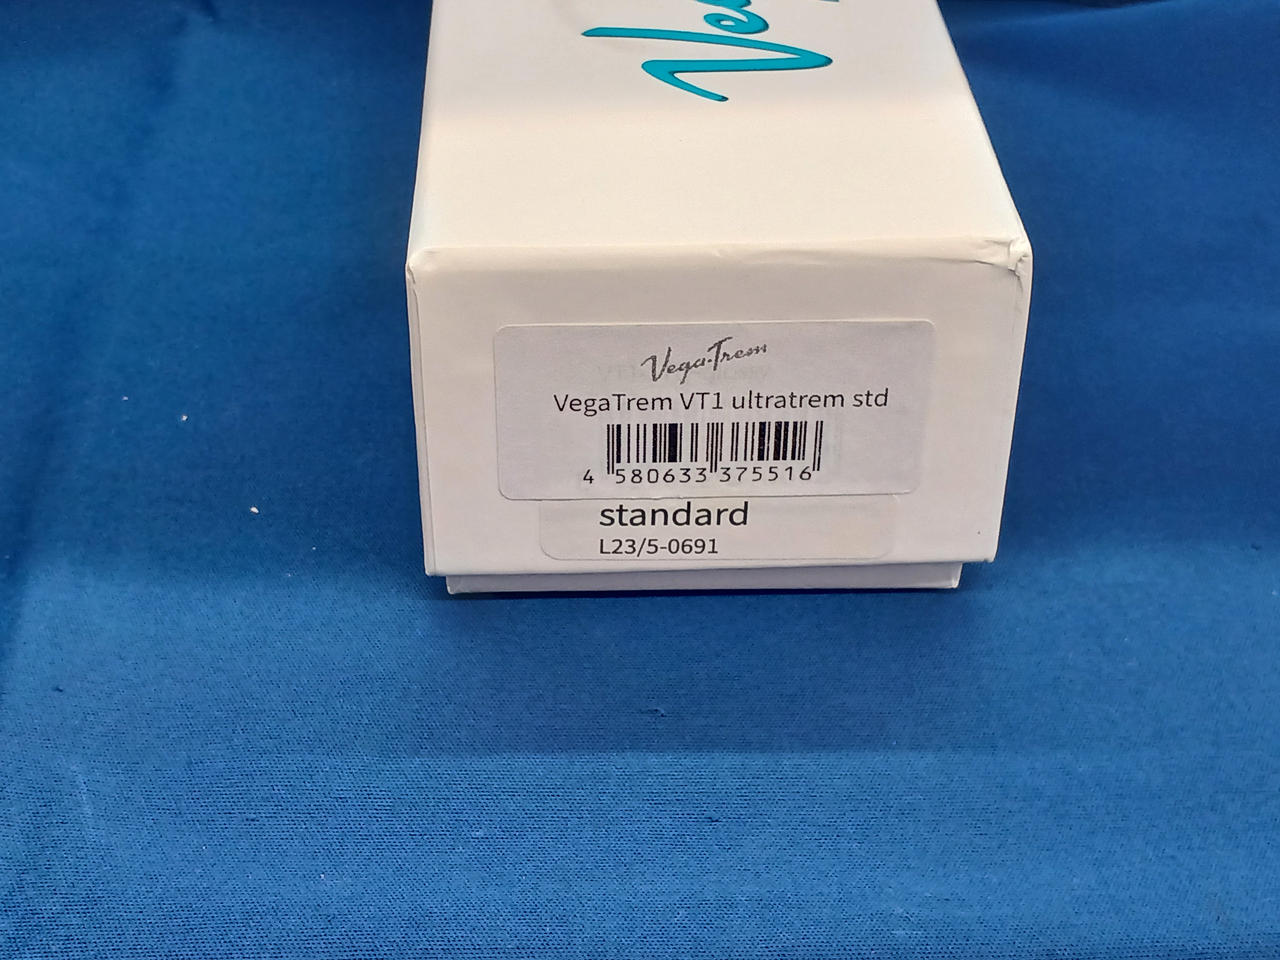 Vega-Trem
VegaTrem VT1 ultratrem std
4 580633 375516
standard
L23/5-0691